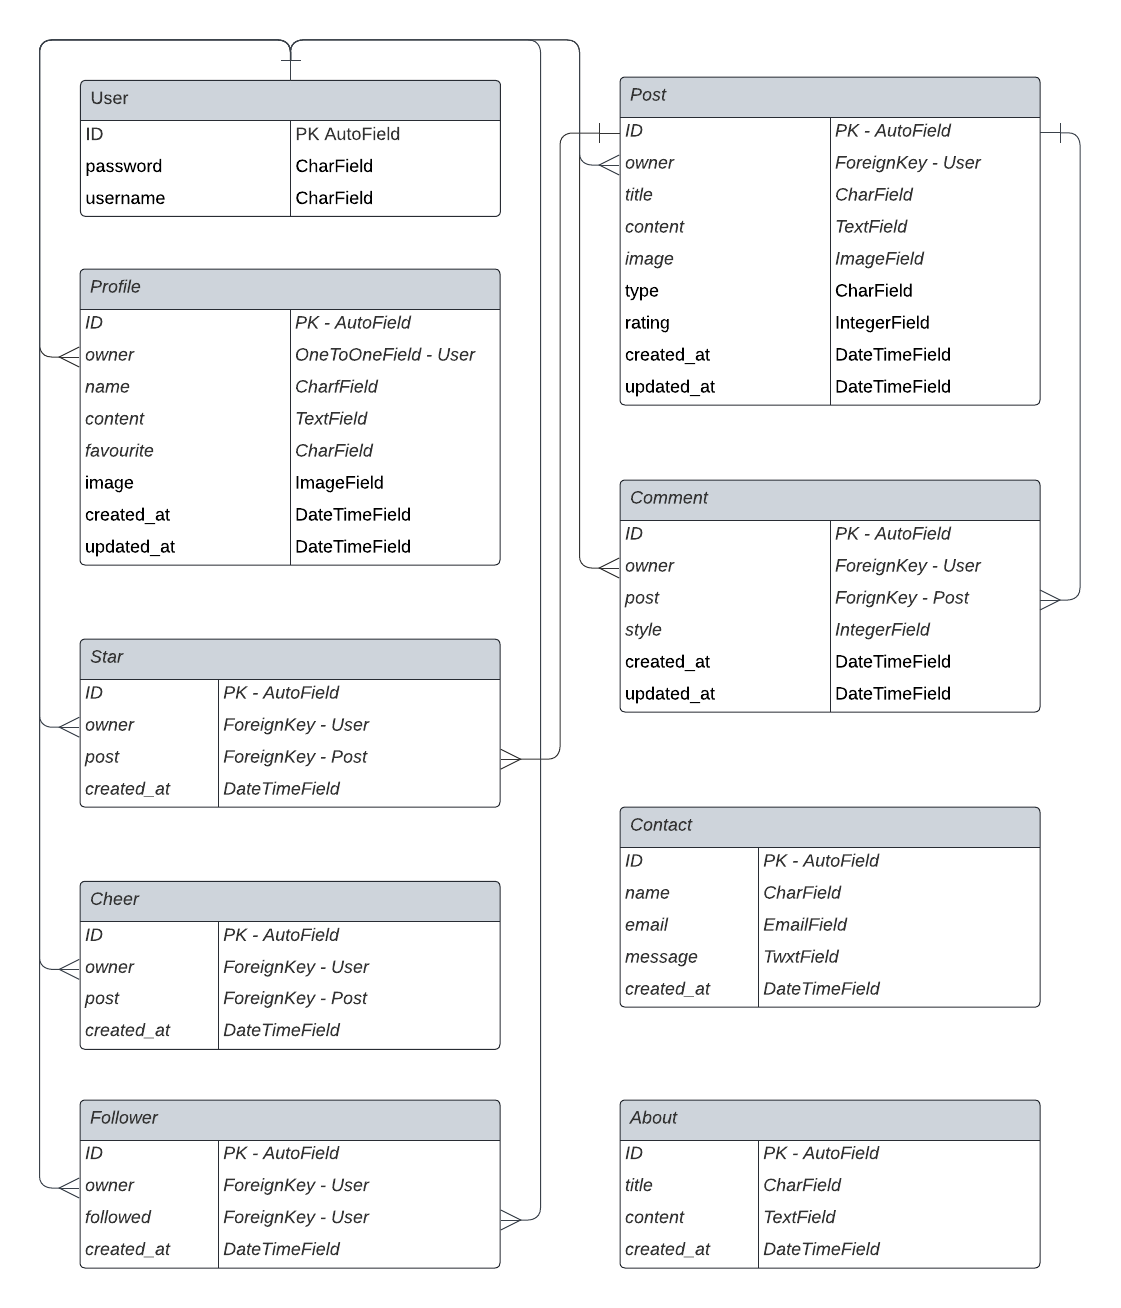 User
ID PK AutoField
password CharField
username CharField
Profile
ID PK - AutoField
owner OneToOneField - User
name CharfField
content TextField
favourite CharField
image ImageField
created_at DateTimeField
updated_at DateTimeField
Star
ID PK - AutoField
owner ForeignKey - User
post ForeignKey - Post
created_at DateTimeField
Cheer
ID PK - AutoField
owner ForeignKey - User
post ForeignKey - Post
created_at DateTimeField
Follower
ID PK - AutoField
owner ForeignKey - User
followed ForeignKey - User
created_at DateTimeField
Post
ID PK - AutoField
owner ForeignKey - User
title CharField
content TextField
image ImageField
type CharField
rating IntegerField
created_at DateTimeField
updated_at DateTimeField
Comment
ID PK - AutoField
owner ForeignKey - User
post ForignKey - Post
style IntegerField
created_at DateTimeField
updated_at DateTimeField
Contact
ID PK - AutoField
name CharField
email EmailField
message TwxtField
created_at DateTimeField
About
ID PK - AutoField
title CharField
content TextField
created_at DateTimeField